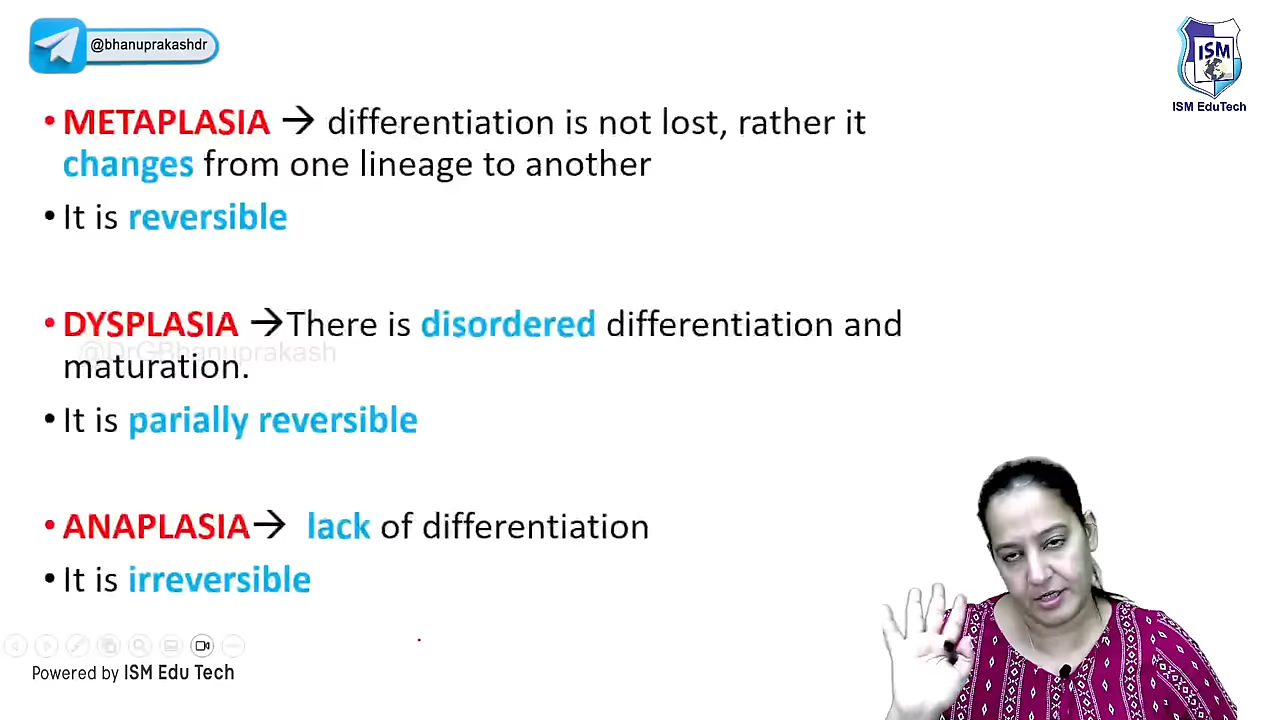 @bhanuprakashdr
ISM
ISM EduTech
• METAPLASIA → differentiation is not lost, rather it
changes from one lineage to another
• It is reversible
• DYSPLASIA →There is disordered differentiation and
@DrGBhanuprakash
maturation.
• It is parially reversible
• ANAPLASIA→ lack of differentiation
• It is irreversible
Powered by ISM Edu Tech